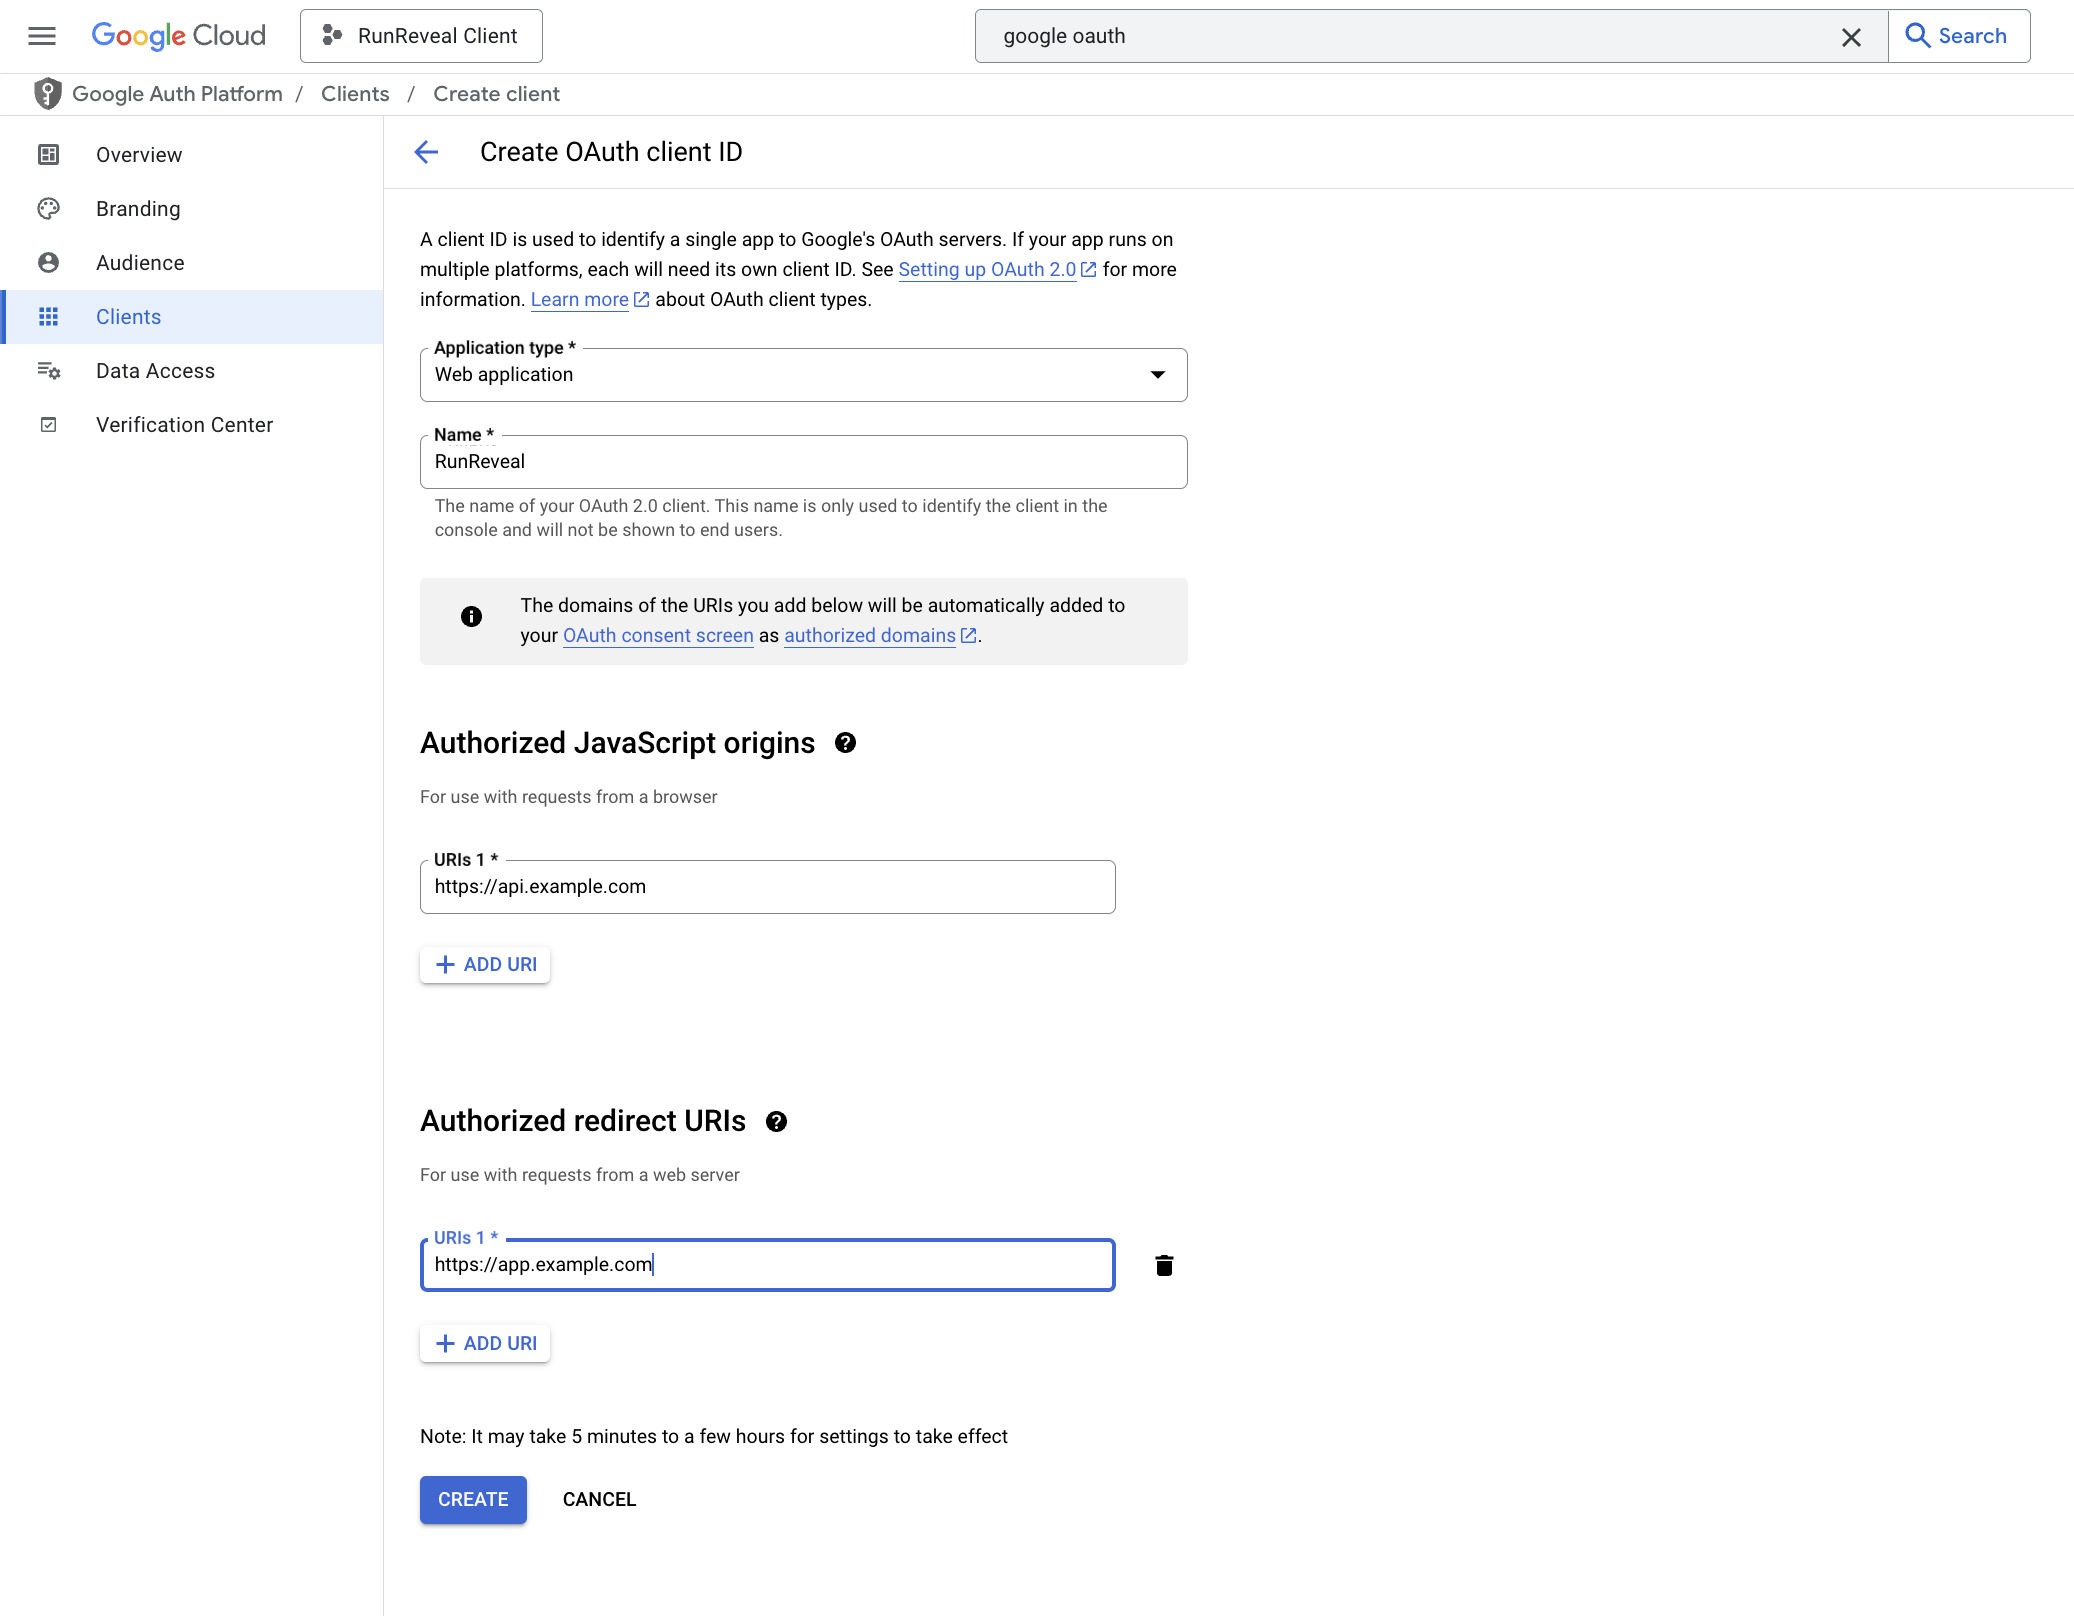 Google Cloud
RunReveal Client
google oauth
Search
Google Auth Platform / Clients / Create client
Overview
Branding
Audience
Clients
Data Access
Verification Center
Create OAuth client ID
A client ID is used to identify a single app to Google's OAuth servers. If your app runs on
multiple platforms, each will need its own client ID. See Setting up OAuth 2.0 for more
information. Learn more about OAuth client types.
Application type *
Web application
Name *
RunReveal
The name of your OAuth 2.0 client. This name is only used to identify the client in the
console and will not be shown to end users.
The domains of the URIs you add below will be automatically added to
your OAuth consent screen as authorized domains.
Authorized JavaScript origins
For use with requests from a browser
URIs 1 *
https://api.example.com
ADD URI
Authorized redirect URIs
For use with requests from a web server
URIs 1 *
https://app.example.com
ADD URI
Note: It may take 5 minutes to a few hours for settings to take effect
CREATE
CANCEL